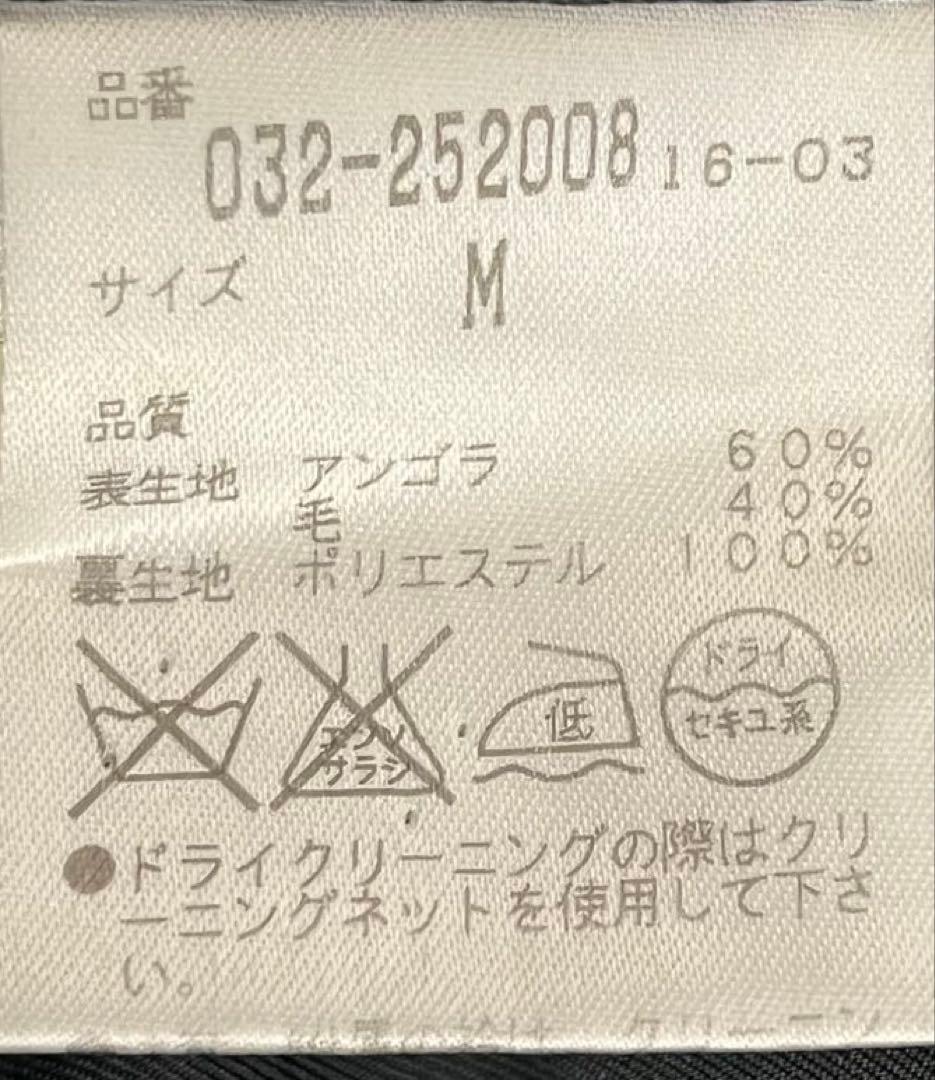 品番
032-252008 16-03
サイズ M
品質
表生地 アンゴラ 60%
毛 40%
裏生地 ポリエステル 100%
エンソ
サラシ
低
ドライ
セキユ系
●ドライクリーニングの際はクリ
ーニングネットを使用して下さ
い。